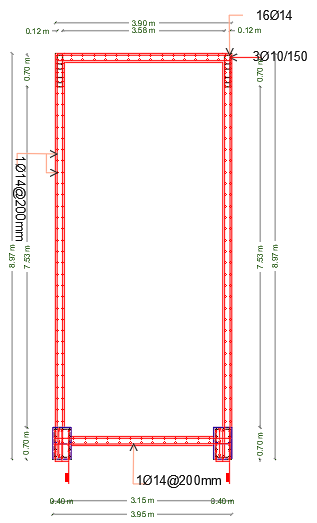 16Ø14
3.90 m
0.12 m
3.58 m
0.12 m
3Ø10/150
0.70 m
0.70 m
1Ø14@200mm
7.53 m
8.97 m
7.53 m
8.97 m
0.70 m
0.70 m
1Ø14@200mm
0.40 m
3.15 m
0.40 m
3.95 m